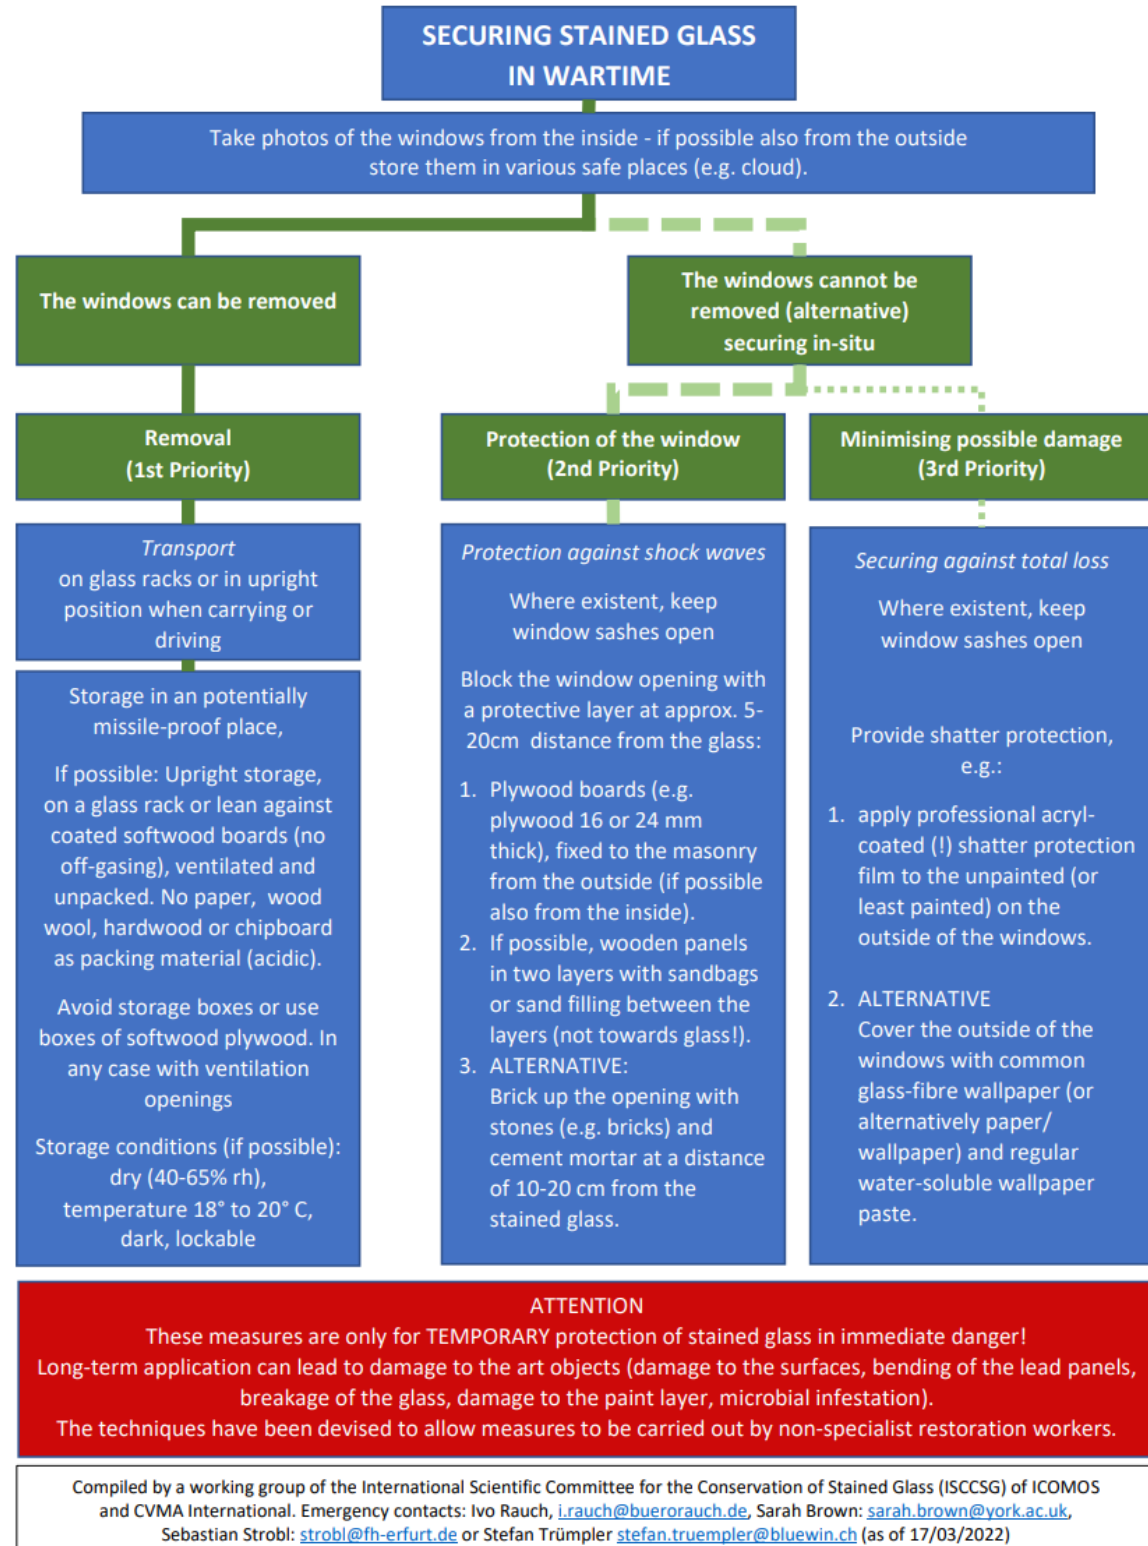 SECURING STAINED GLASS
IN WARTIME
Take photos of the windows from the inside - if possible also from the outside
store them in various safe places (e.g. cloud).
The windows can be removed
The windows cannot be
removed (alternative)
securing in-situ
Removal
(1st Priority)
Protection of the window
(2nd Priority)
Minimising possible damage
(3rd Priority)
Transport
on glass racks or in upright
position when carrying or
driving
Storage in an potentially
missile-proof place,
If possible: Upright storage,
on a glass rack or lean against
coated softwood boards (no
off-gasing), ventilated and
unpacked. No paper, wood
wool, hardwood or chipboard
as packing material (acidic).
Avoid storage boxes or use
boxes of softwood plywood. In
any case with ventilation
openings
Storage conditions (if possible):
dry (40-65% rh),
temperature 18° to 20° C,
dark, lockable
Protection against shock waves
Where existent, keep
window sashes open
Block the window opening with
a protective layer at approx. 5-
20cm distance from the glass:
1. Plywood boards (e.g.
plywood 16 or 24 mm
thick), fixed to the masonry
from the outside (if possible
also from the inside).
2. If possible, wooden panels
in two layers with sandbags
or sand filling between the
layers (not towards glass!).
3. ALTERNATIVE:
Brick up the opening with
stones (e.g. bricks) and
cement mortar at a distance
of 10-20 cm from the
stained glass.
Securing against total loss
Where existent, keep
window sashes open
Provide shatter protection,
e.g.:
1. apply professional acryl-
coated (!) shatter protection
film to the unpainted (or
least painted) on the
outside of the windows.
2. ALTERNATIVE
Cover the outside of the
windows with common
glass-fibre wallpaper (or
alternatively paper/
wallpaper) and regular
water-soluble wallpaper
paste.
ATTENTION
These measures are only for TEMPORARY protection of stained glass in immediate danger!
Long-term application can lead to damage to the art objects (damage to the surfaces, bending of the lead panels,
breakage of the glass, damage to the paint layer, microbial infestation).
The techniques have been devised to allow measures to be carried out by non-specialist restoration workers.
Compiled by a working group of the International Scientific Committee for the Conservation of Stained Glass (ISCCSG) of ICOMOS
and CVMA International. Emergency contacts: Ivo Rauch, i.rauch@buerorauch.de, Sarah Brown: sarah.brown@york.ac.uk,
Sebastian Strobl: strobl@fh-erfurt.de or Stefan Trümpler stefan.truempler@bluewin.ch (as of 17/03/2022)